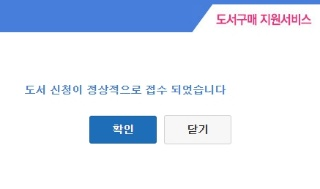 도서구매 지원서비스
도서 신청이 정상적으로 접수 되었습니다
확인
닫기